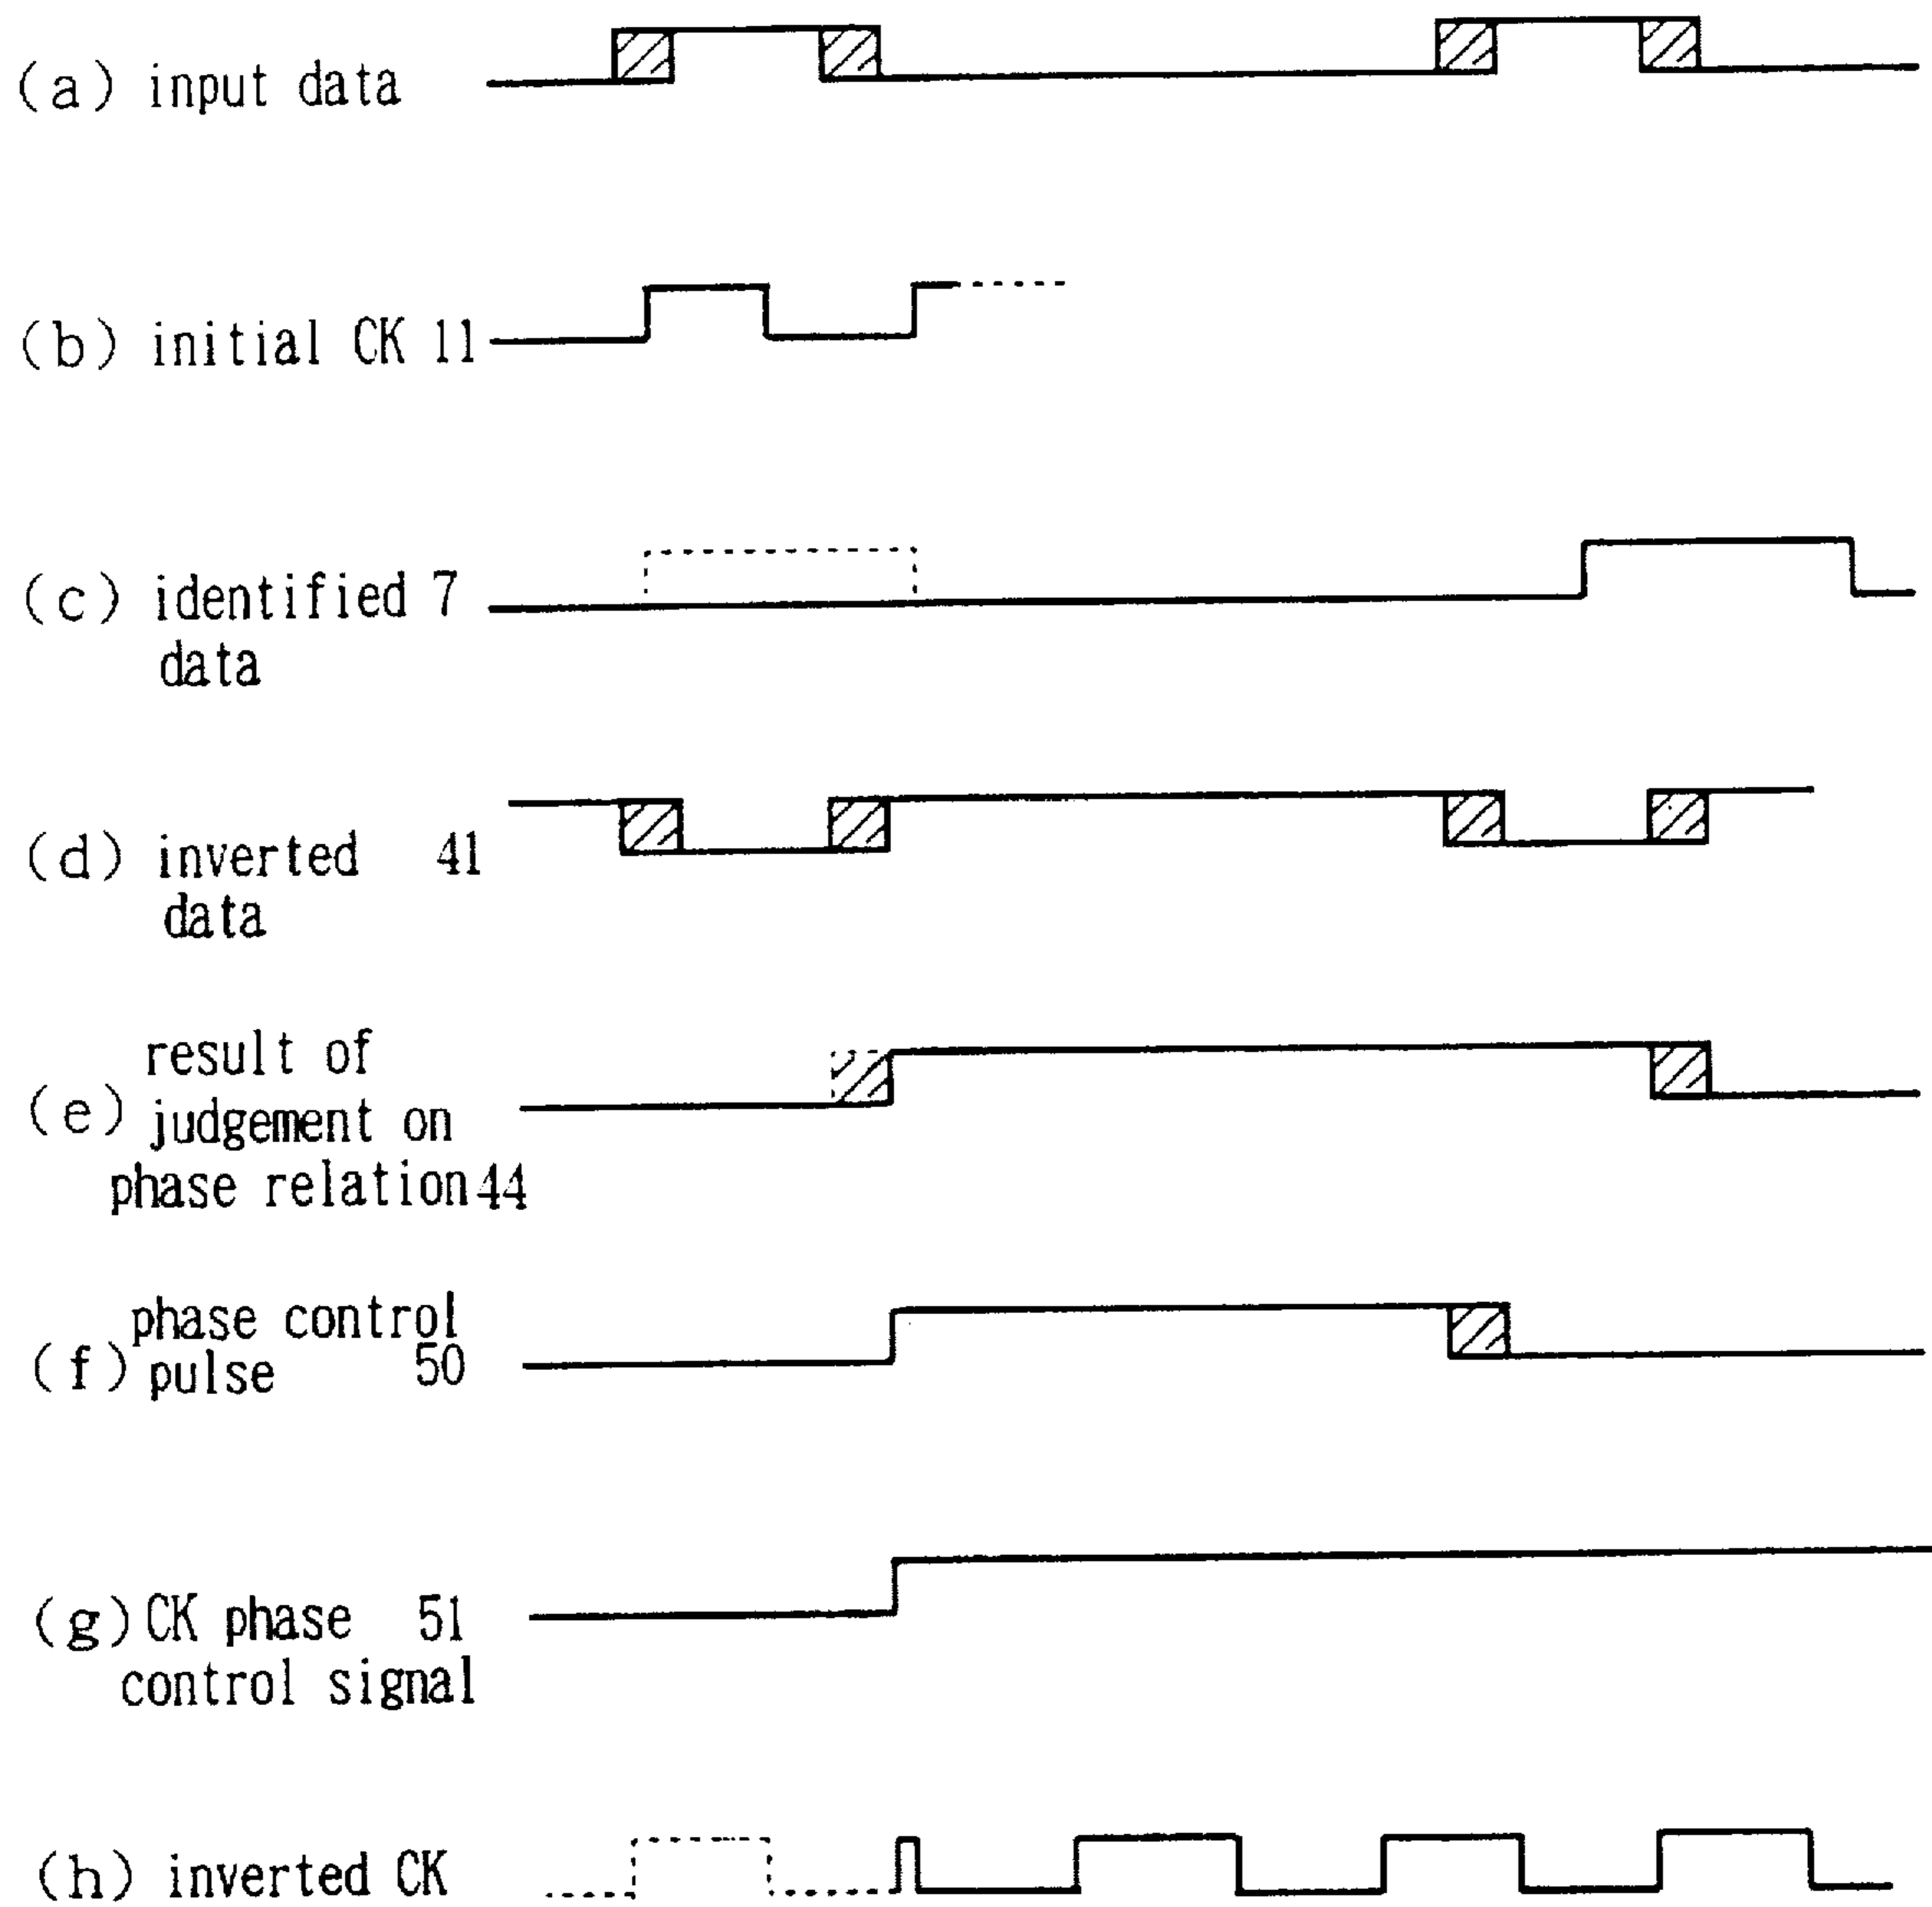 (a) input data
(b) initial CK 11
(c) identified 7
data
(d) inverted 41
data
result of
(e) judgement on
phase relation 44
phase control
(f) pulse 50
(g) CK phase 51
control signal
(h) inverted CK